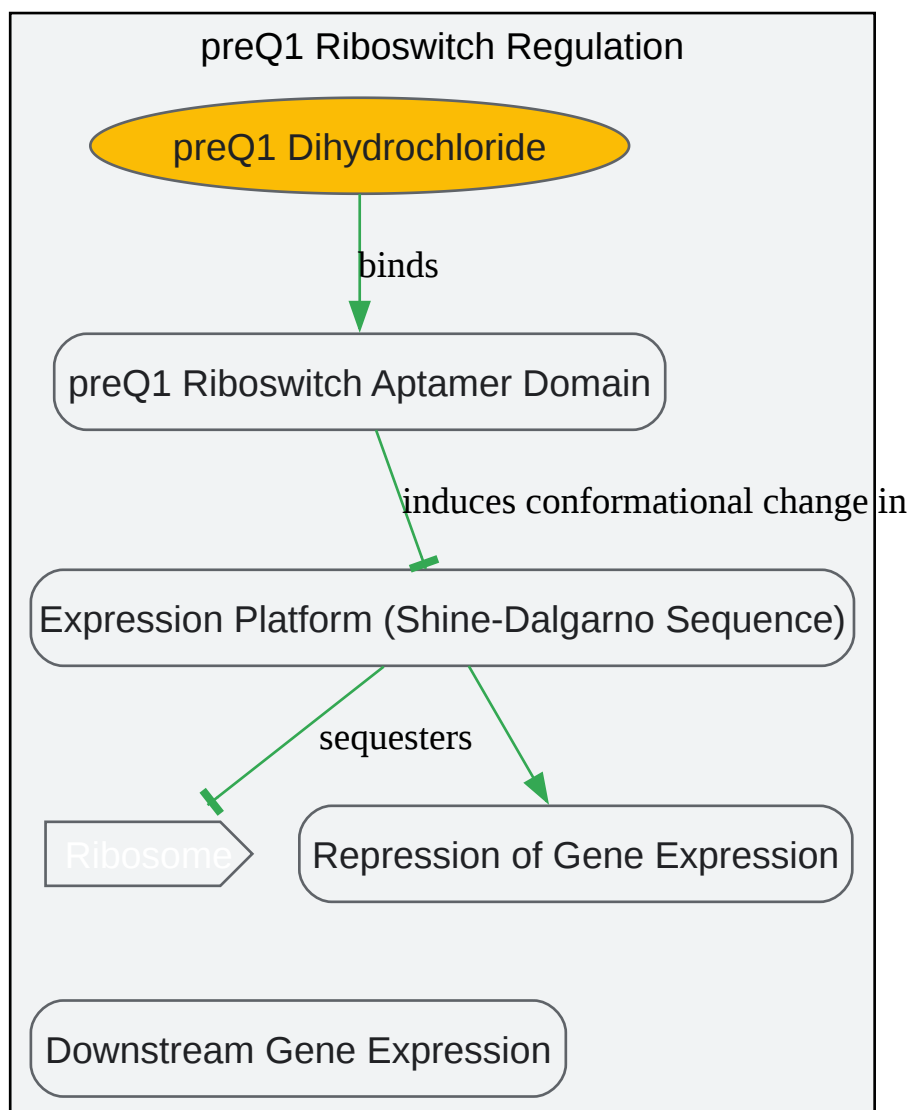 preQ1 Riboswitch Regulation
preQ1 Dihydrochloride
binds
preQ1 Riboswitch Aptamer Domain
induces conformational change in
Expression Platform (Shine-Dalgarno Sequence)
sequesters
Ribosome
Repression of Gene Expression
Downstream Gene Expression